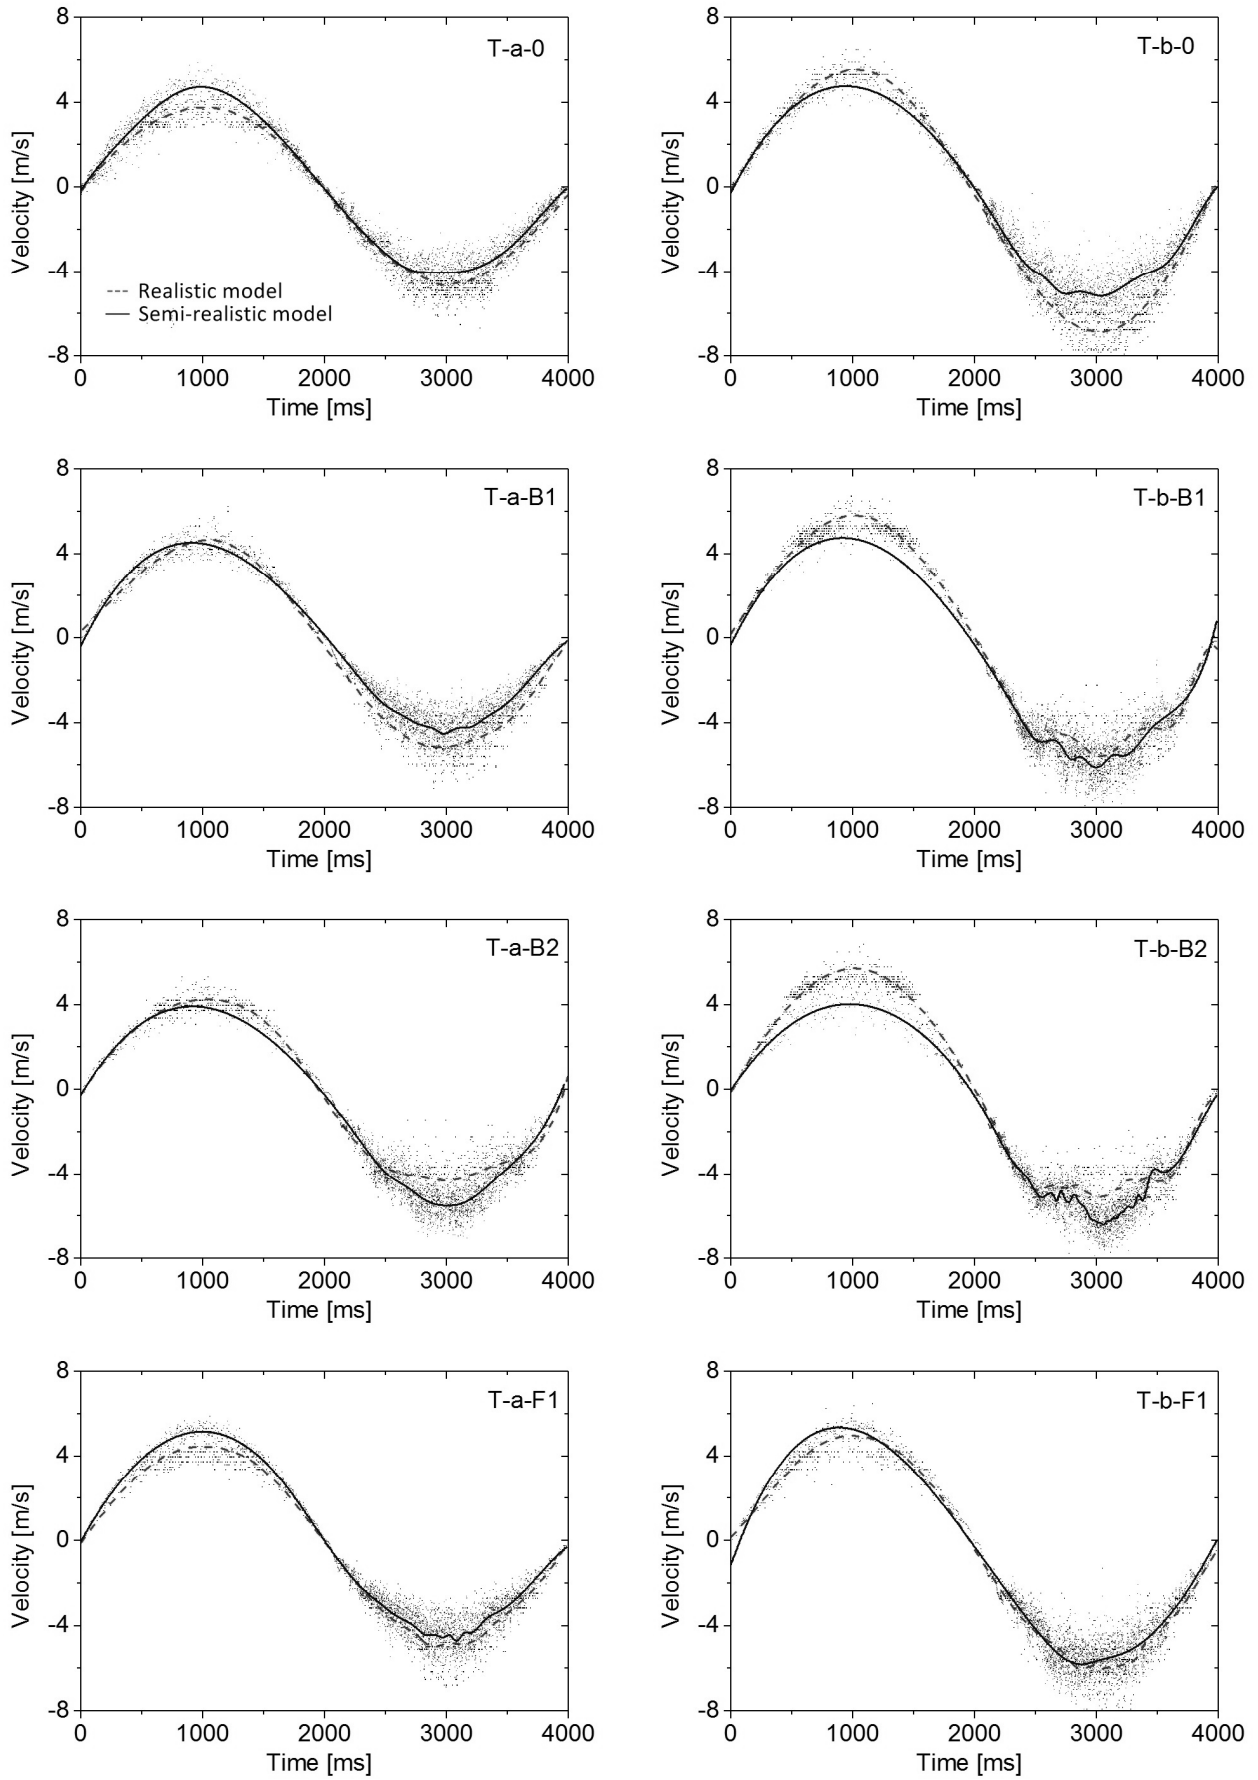 8
4
0
-4
-8
Velocity [m/s]
T-a-0
Realistic model
Semi-realistic model
0 1000 2000 3000 4000
Time [ms]
8
4
0
-4
-8
Velocity [m/s]
T-b-0
0 1000 2000 3000 4000
Time [ms]
8
4
0
-4
-8
Velocity [m/s]
T-a-B1
0 1000 2000 3000 4000
Time [ms]
8
4
0
-4
-8
Velocity [m/s]
T-b-B1
0 1000 2000 3000 4000
Time [ms]
8
4
0
-4
-8
Velocity [m/s]
T-a-B2
0 1000 2000 3000 4000
Time [ms]
8
4
0
-4
-8
Velocity [m/s]
T-b-B2
0 1000 2000 3000 4000
Time [ms]
8
4
0
-4
-8
Velocity [m/s]
T-a-F1
0 1000 2000 3000 4000
Time [ms]
8
4
0
-4
-8
Velocity [m/s]
T-b-F1
0 1000 2000 3000 4000
Time [ms]